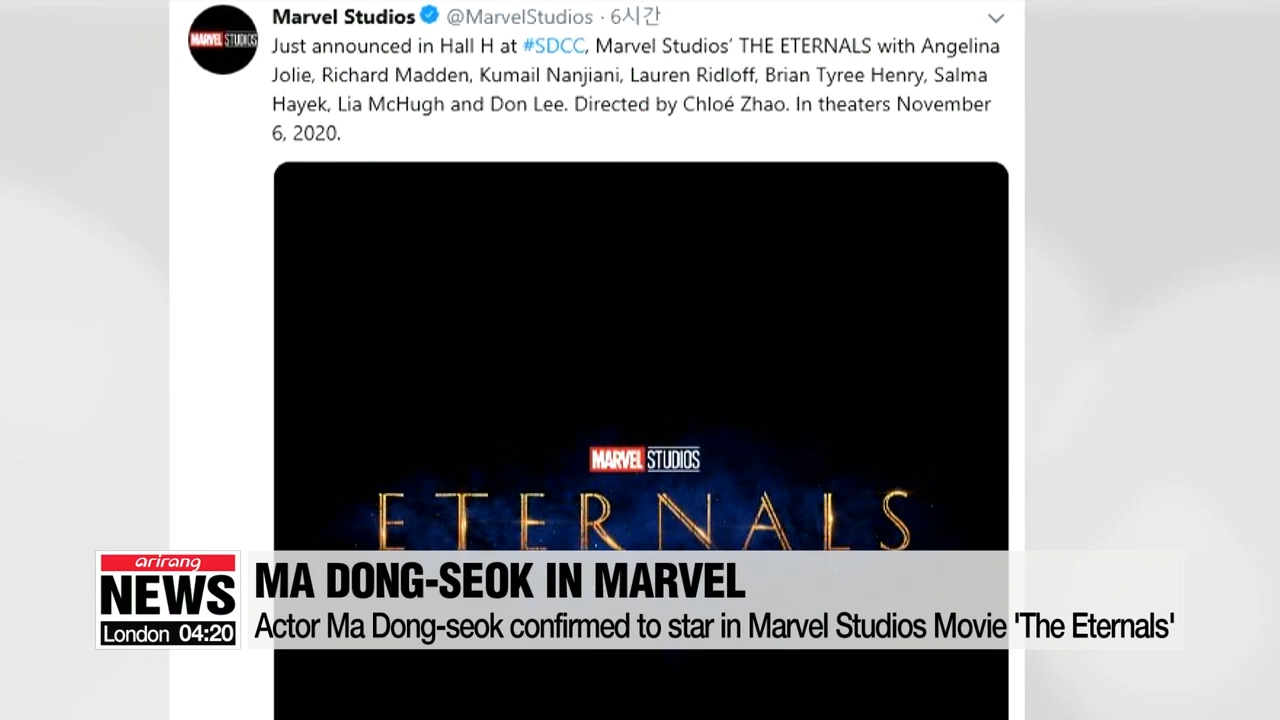 Marvel Studios @MarvelStudios · 6시간
MARVEL STUDIOS
Just announced in Hall H at #SDCC, Marvel Studios’ THE ETERNALS with Angelina
Jolie, Richard Madden, Kumail Nanjiani, Lauren Ridloff, Brian Tyree Henry, Salma
Hayek, Lia McHugh and Don Lee. Directed by Chloé Zhao. In theaters November
6, 2020.
MARVEL STUDIOS
ETERNALS
arirang
NEWS
London 04:20
MA DONG-SEOK IN MARVEL
Actor Ma Dong-seok confirmed to star in Marvel Studios Movie 'The Eternals'